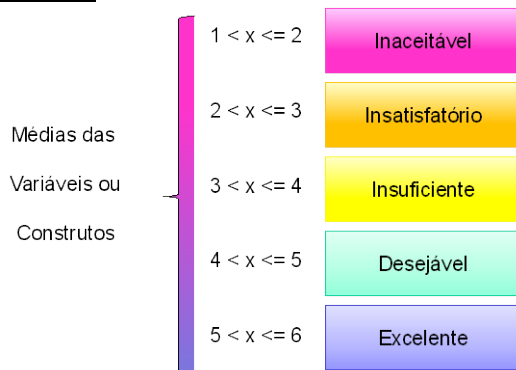 1 < x <= 2 Inaceitável
2 < x <= 3 Insatisfatório
Médias das
Variáveis ou
Construtos
3 < x <= 4 Insuficiente
4 < x <= 5 Desejável
5 < x <= 6 Excelente